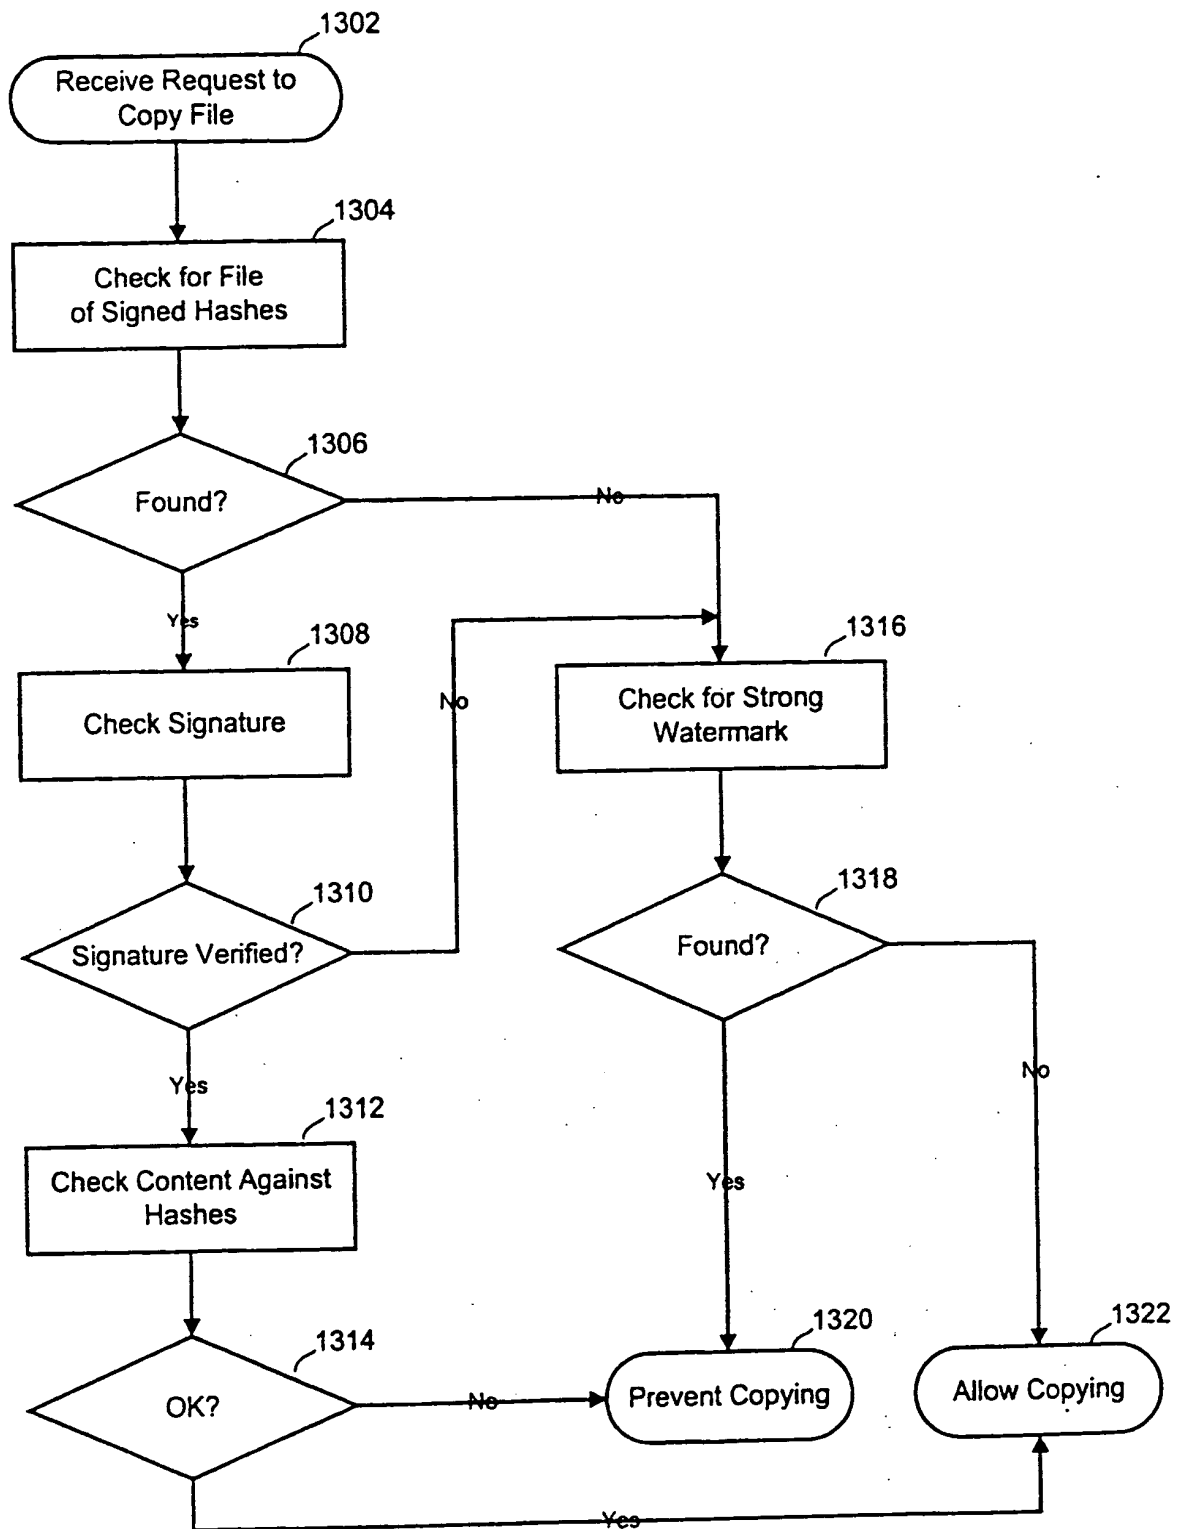 1302
Receive Request to
Copy File
1304
Check for File
of Signed Hashes
1306
Found?
No
Yes
1308
Check Signature
No
1316
Check for Strong
Watermark
1310
Signature Verified?
1318
Found?
Yes
No
1312
Check Content Against
Hashes
Yes
1314
OK?
No
1320
Prevent Copying
1322
Allow Copying
Yes